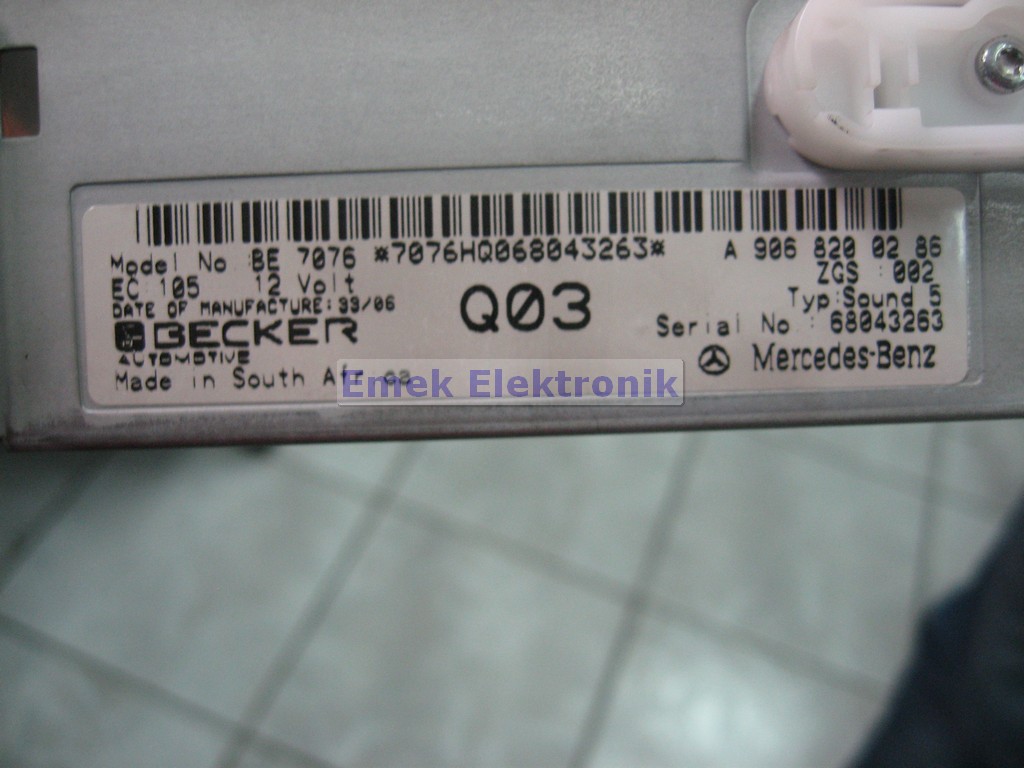 Model No :BE 7076 *7076HQ068043263* A 906 820 02 86
EC 105 12 Volt ZGS : 002
DATE OF MANUFACTURE:33/06 Q03 Typ:Sound 5
BECKER Serial No : 68043263
AUTOMOTIVE Mercedes-Benz
Made in South
Emek Elektronik